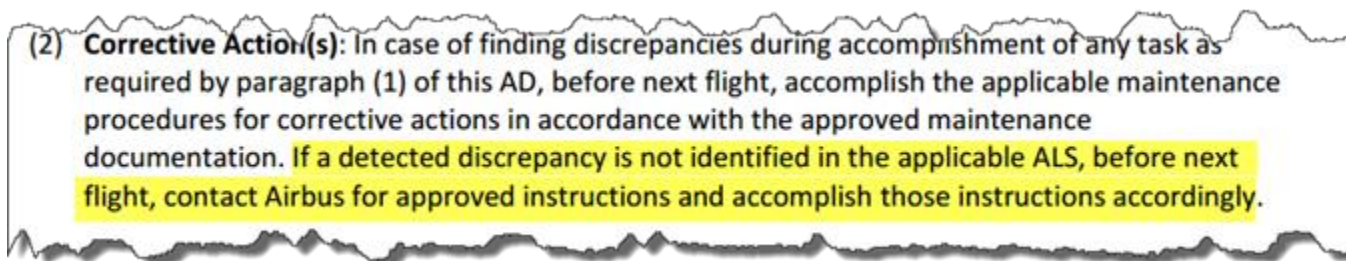 (2) Corrective Action(s): In case of finding discrepancies during accomplishment of any task as
required by paragraph (1) of this AD, before next flight, accomplish the applicable maintenance
procedures for corrective actions in accordance with the approved maintenance
documentation. If a detected discrepancy is not identified in the applicable ALS, before next
flight, contact Airbus for approved instructions and accomplish those instructions accordingly.